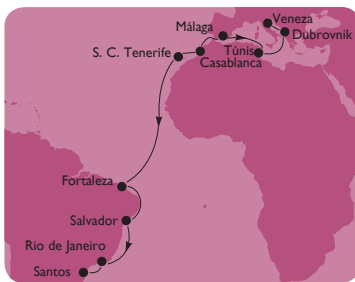 Veneza
Málaga
Dubrovnik
S. C. Tenerife
Túnis
Casablanca
Fortaleza
Salvador
Rio de Janeiro
Santos